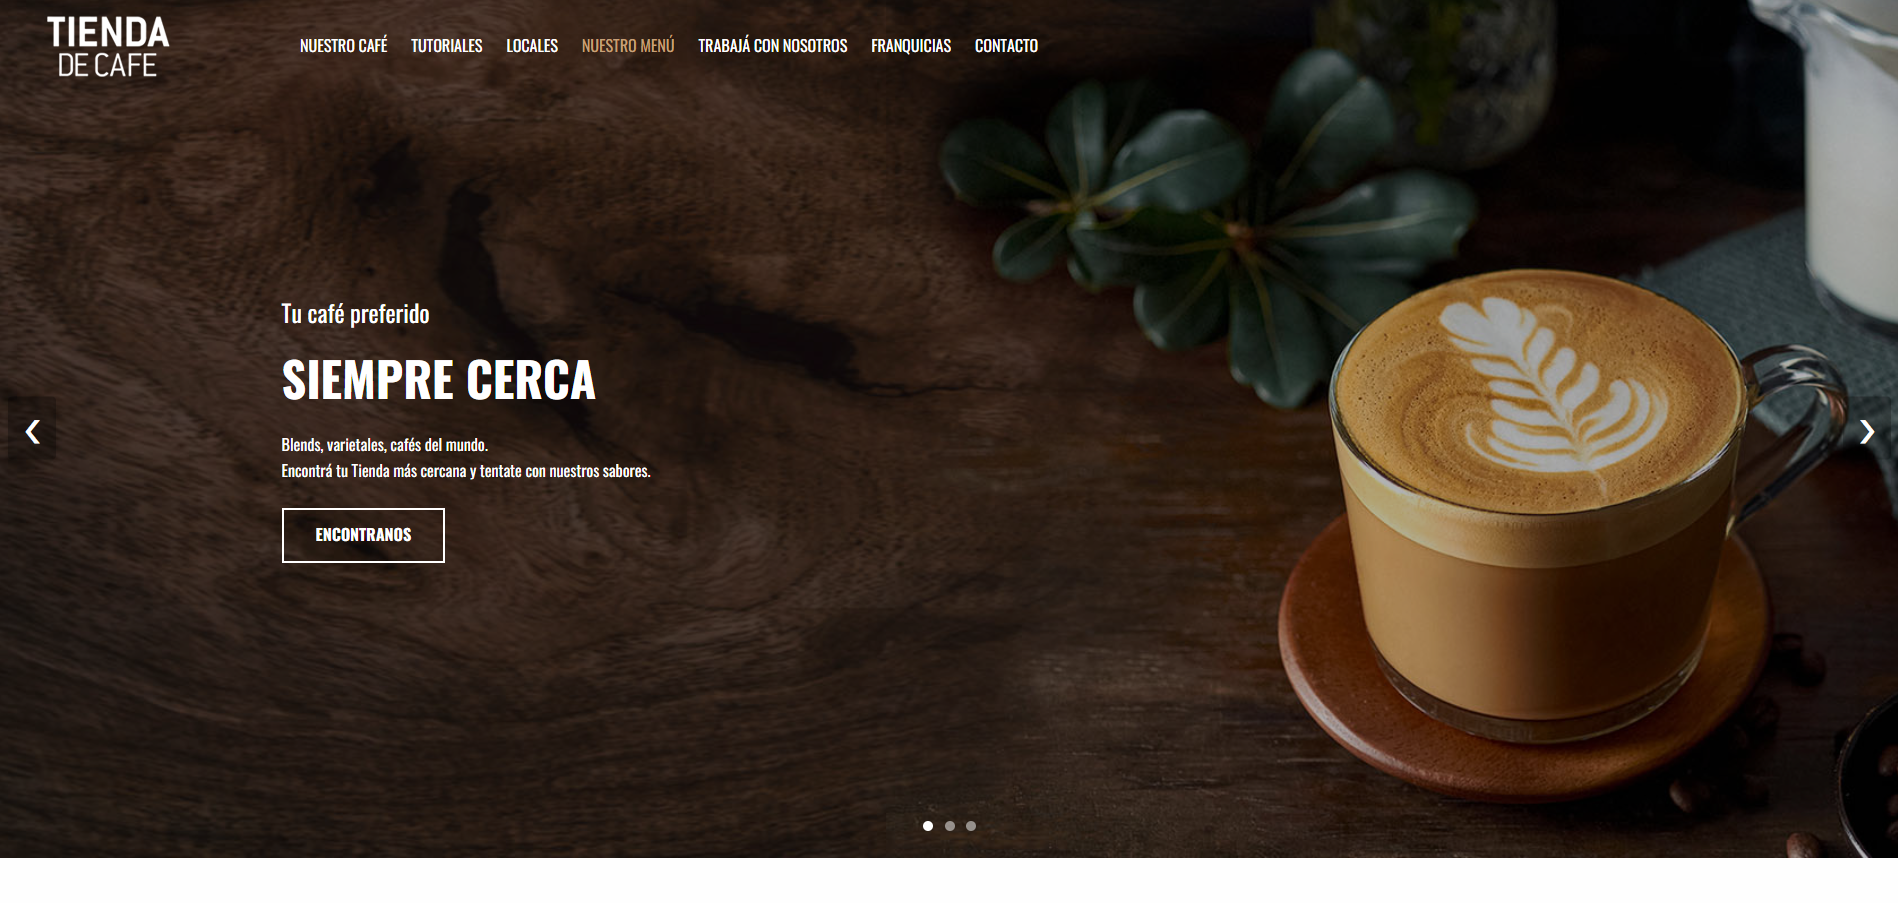 TIENDA
DE CAFE
NUESTRO CAFÉ TUTORIALES LOCALES NUESTRO MENÚ TRABAJÁ CON NOSOTROS FRANQUICIAS CONTACTO
Tu café preferido
SIEMPRE CERCA
Blends, varietales, cafés del mundo.
Encontrá tu Tienda más cercana y tentate con nuestros sabores.
ENCONTRANOS